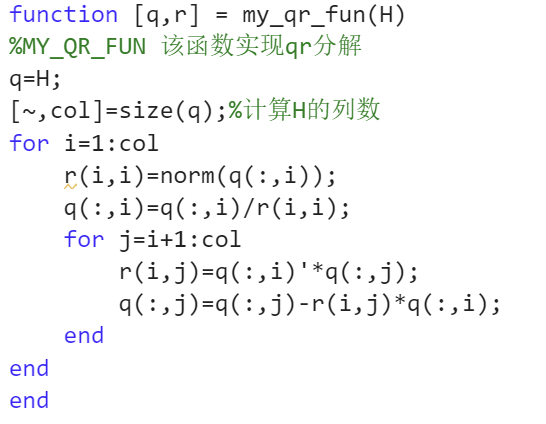 function [q,r] = my_qr_fun(H)
%MY_QR_FUN 该函数实现qr分解
q=H;
[~,col]=size(q);%计算H的列数
for i=1:col
    r(i,i)=norm(q(:,i));
    q(:,i)=q(:,i)/r(i,i);
    for j=i+1:col
        r(i,j)=q(:,i)'*q(:,j);
        q(:,j)=q(:,j)-r(i,j)*q(:,i);
    end
end
end